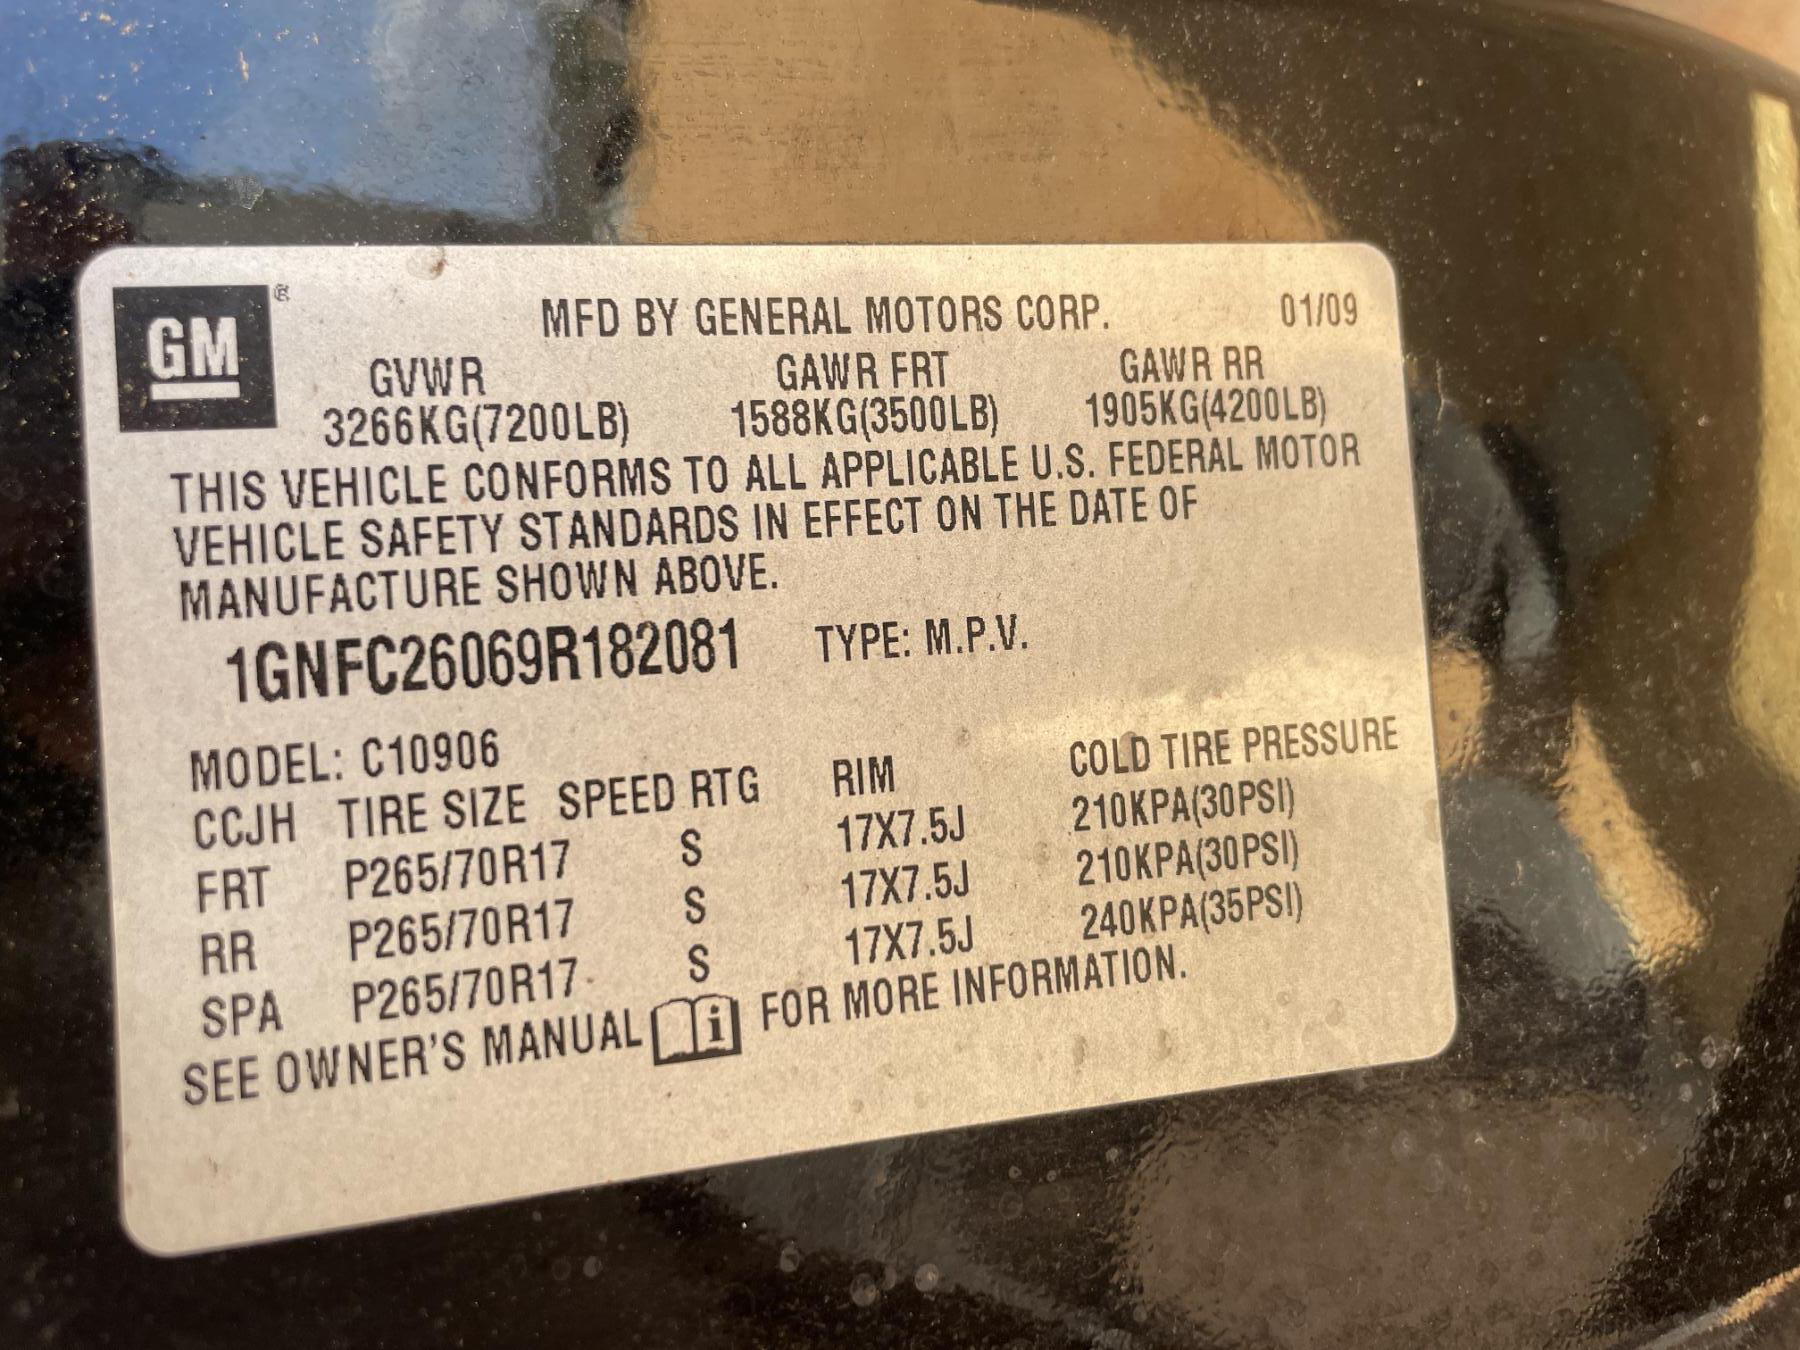 GM ®
MFD BY GENERAL MOTORS CORP. 01/09
GVWR GAWR FRT GAWR RR
3266KG(7200LB) 1588KG(3500LB) 1905KG(4200LB)
THIS VEHICLE CONFORMS TO ALL APPLICABLE U.S. FEDERAL MOTOR
VEHICLE SAFETY STANDARDS IN EFFECT ON THE DATE OF
MANUFACTURE SHOWN ABOVE.
1GNFC26069R182081 TYPE: M.P.V.
MODEL: C10906
CCJH TIRE SIZE SPEED RTG RIM COLD TIRE PRESSURE
FRT P265/70R17 S 17X7.5J 210KPA(30PSI)
RR P265/70R17 S 17X7.5J 210KPA(30PSI)
SPA P265/70R17 S 17X7.5J 240KPA(35PSI)
SEE OWNER'S MANUAL i FOR MORE INFORMATION.